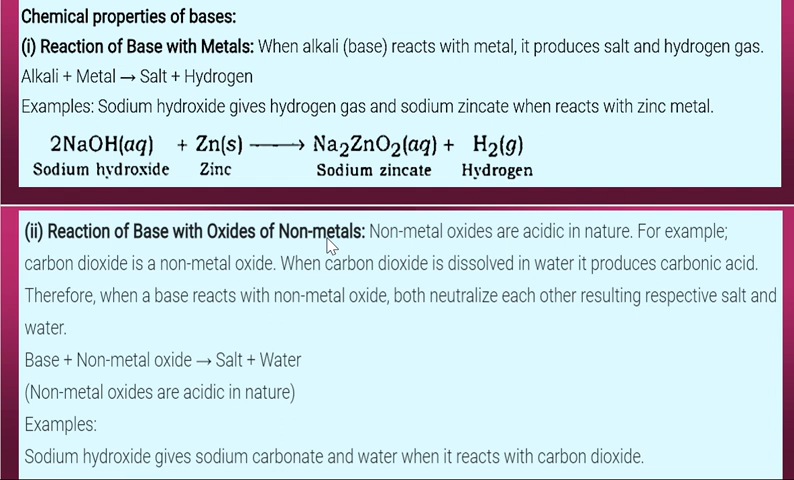 Chemical properties of bases:
(i) Reaction of Base with Metals: When alkali (base) reacts with metal, it produces salt and hydrogen gas.
Alkali + Metal → Salt + Hydrogen
Examples: Sodium hydroxide gives hydrogen gas and sodium zincate when reacts with zinc metal.
2NaOH(aq) + Zn(s) ⟶ Na₂ZnO₂(aq) + H₂(g)
Sodium hydroxide Zinc Sodium zincate Hydrogen
(ii) Reaction of Base with Oxides of Non-metals: Non-metal oxides are acidic in nature. For example;
carbon dioxide is a non-metal oxide. When carbon dioxide is dissolved in water it produces carbonic acid.
Therefore, when a base reacts with non-metal oxide, both neutralize each other resulting respective salt and
water.
Base + Non-metal oxide → Salt + Water
(Non-metal oxides are acidic in nature)
Examples:
Sodium hydroxide gives sodium carbonate and water when it reacts with carbon dioxide.